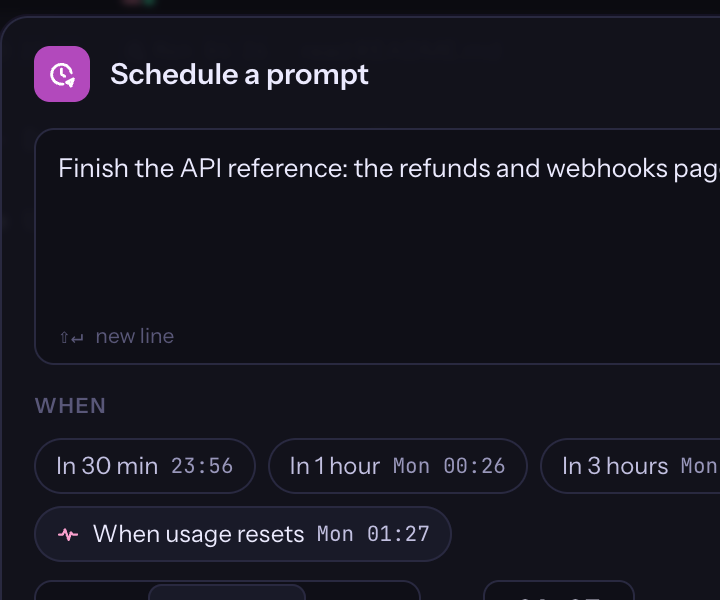 Schedule a prompt
Finish the API reference: the refunds and webhooks
⇧↵ new line
WHEN
In 30 min 23:56 In 1 hour Mon 00:26 In 3 hours Mon
When usage resets Mon 01:27